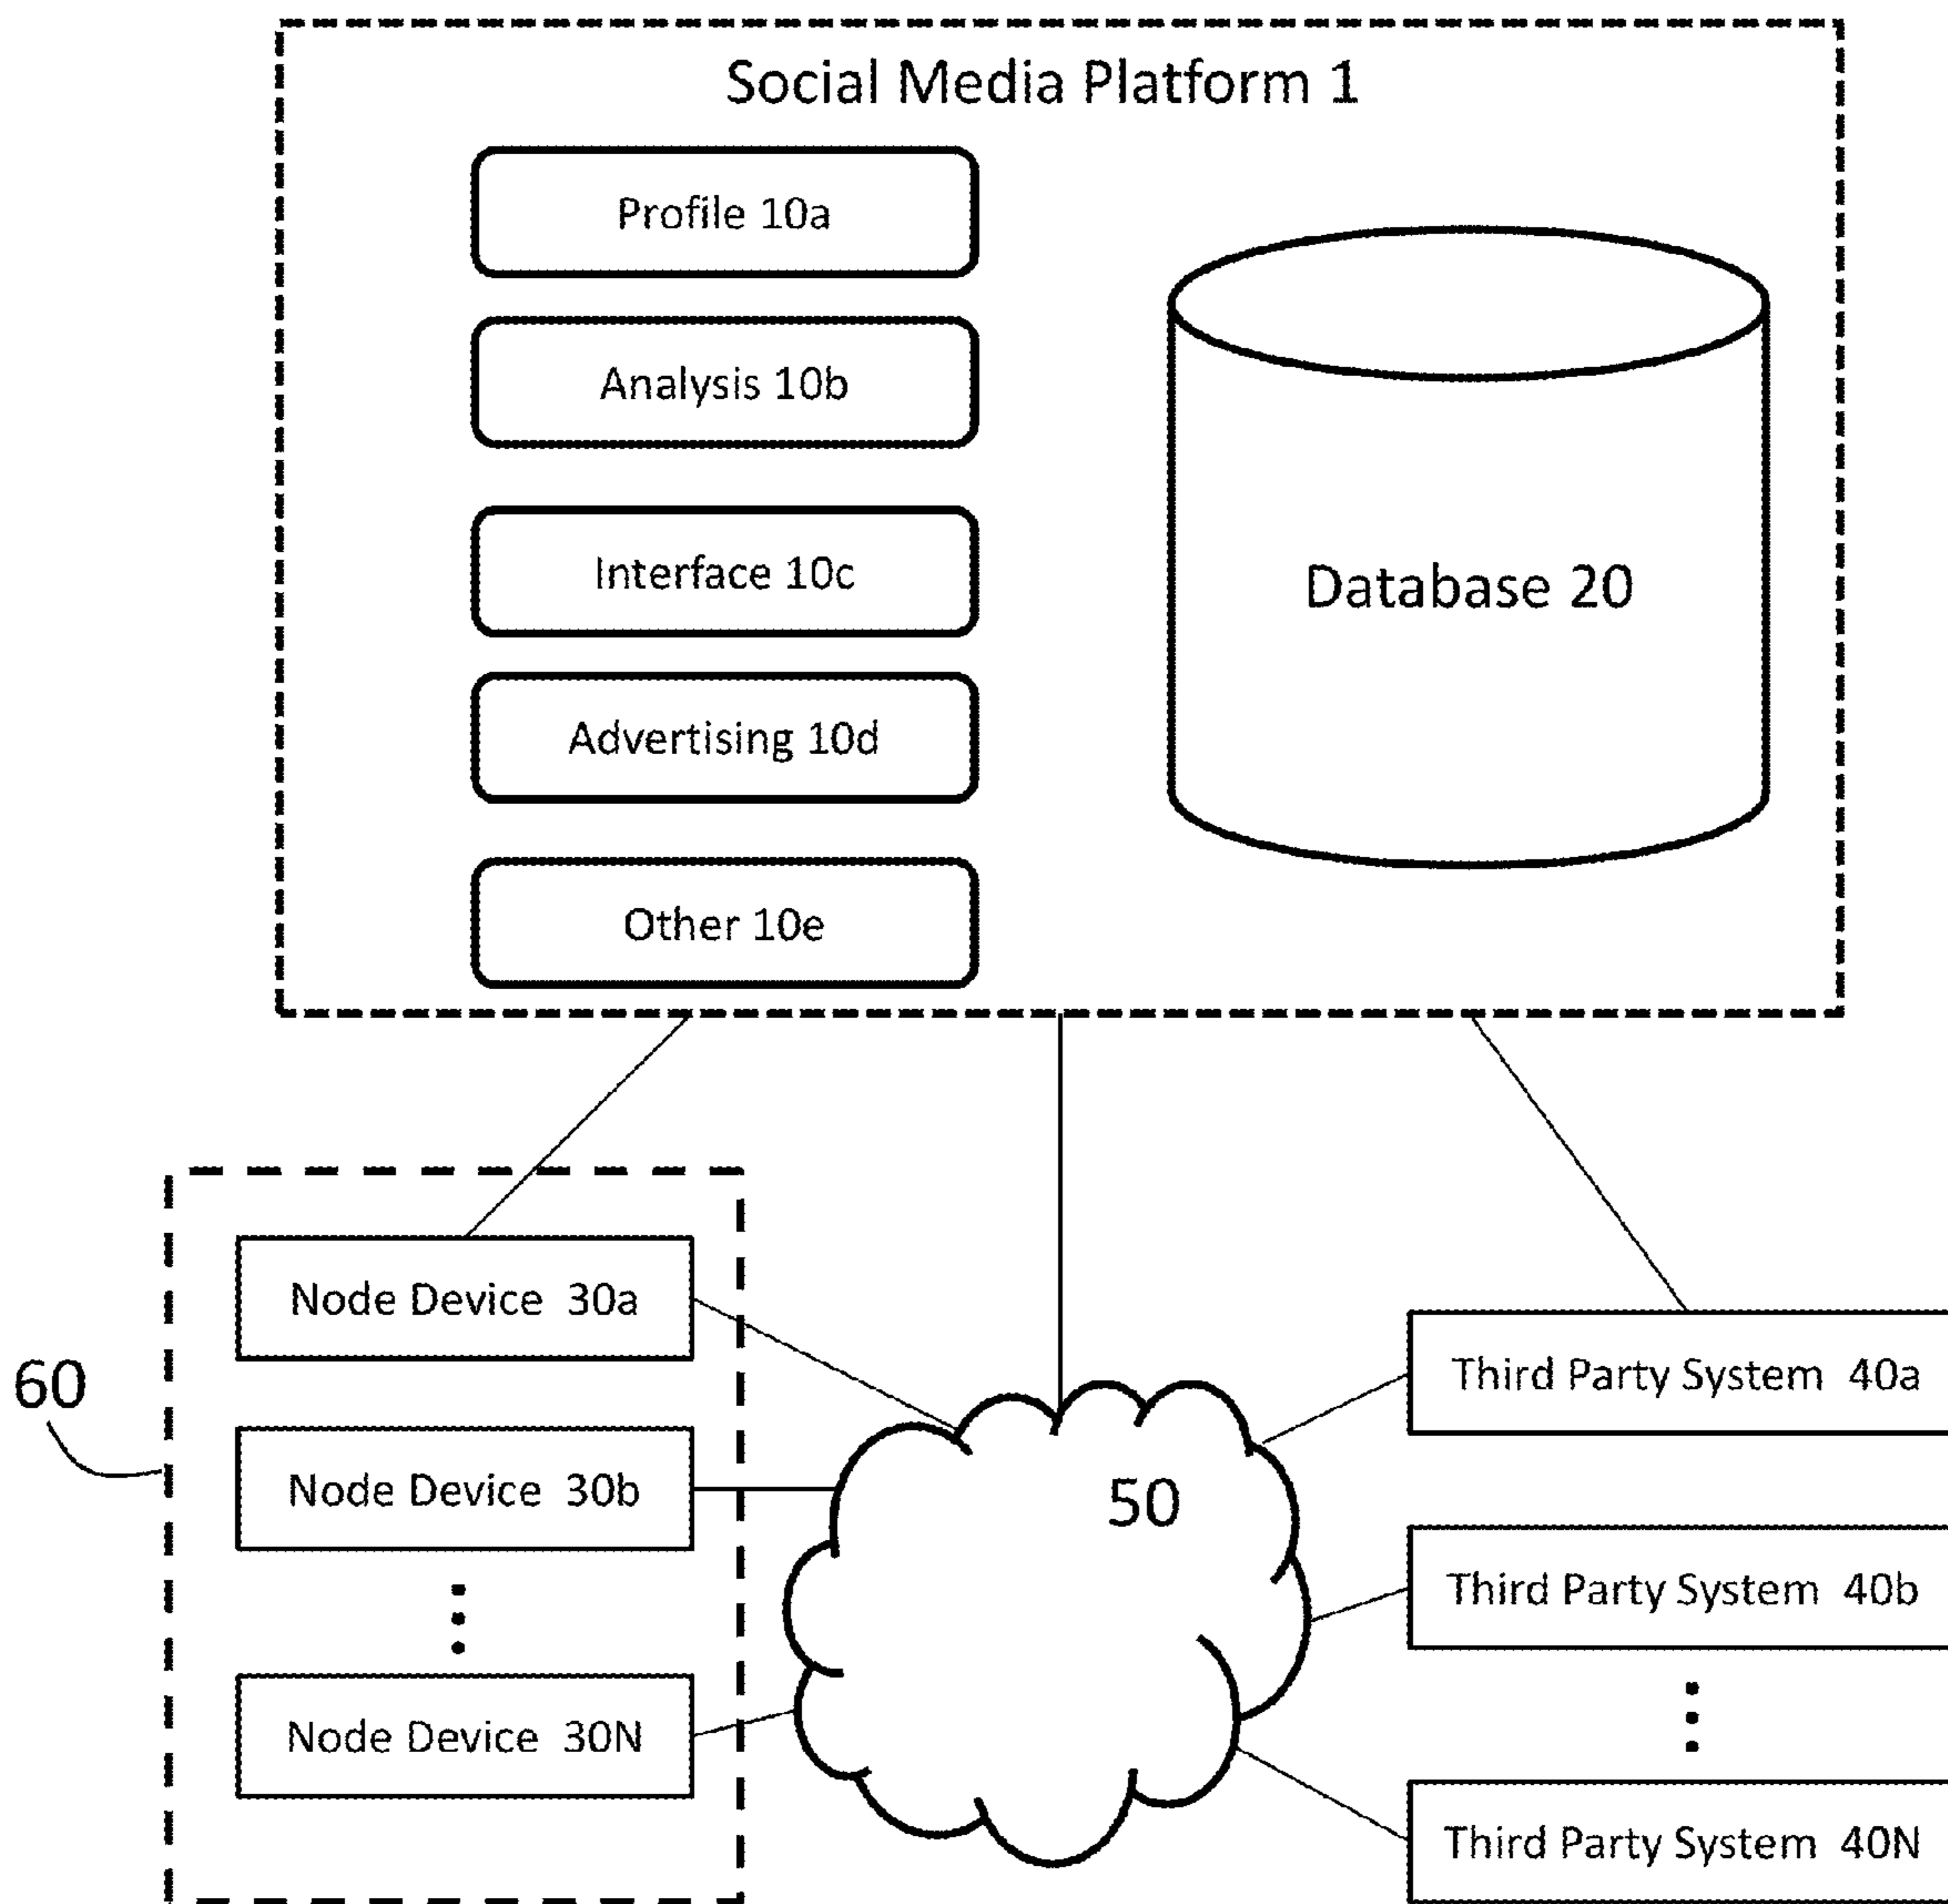 Social Media Platform 1
Profile 10a
Analysis 10b
Interface 10c
Database 20
Advertising 10d
Other 10e
Node Device 30a
60
Node Device 30b
Node Device 30N
50
Third Party System 40a
Third Party System 40b
Third Party System 40N